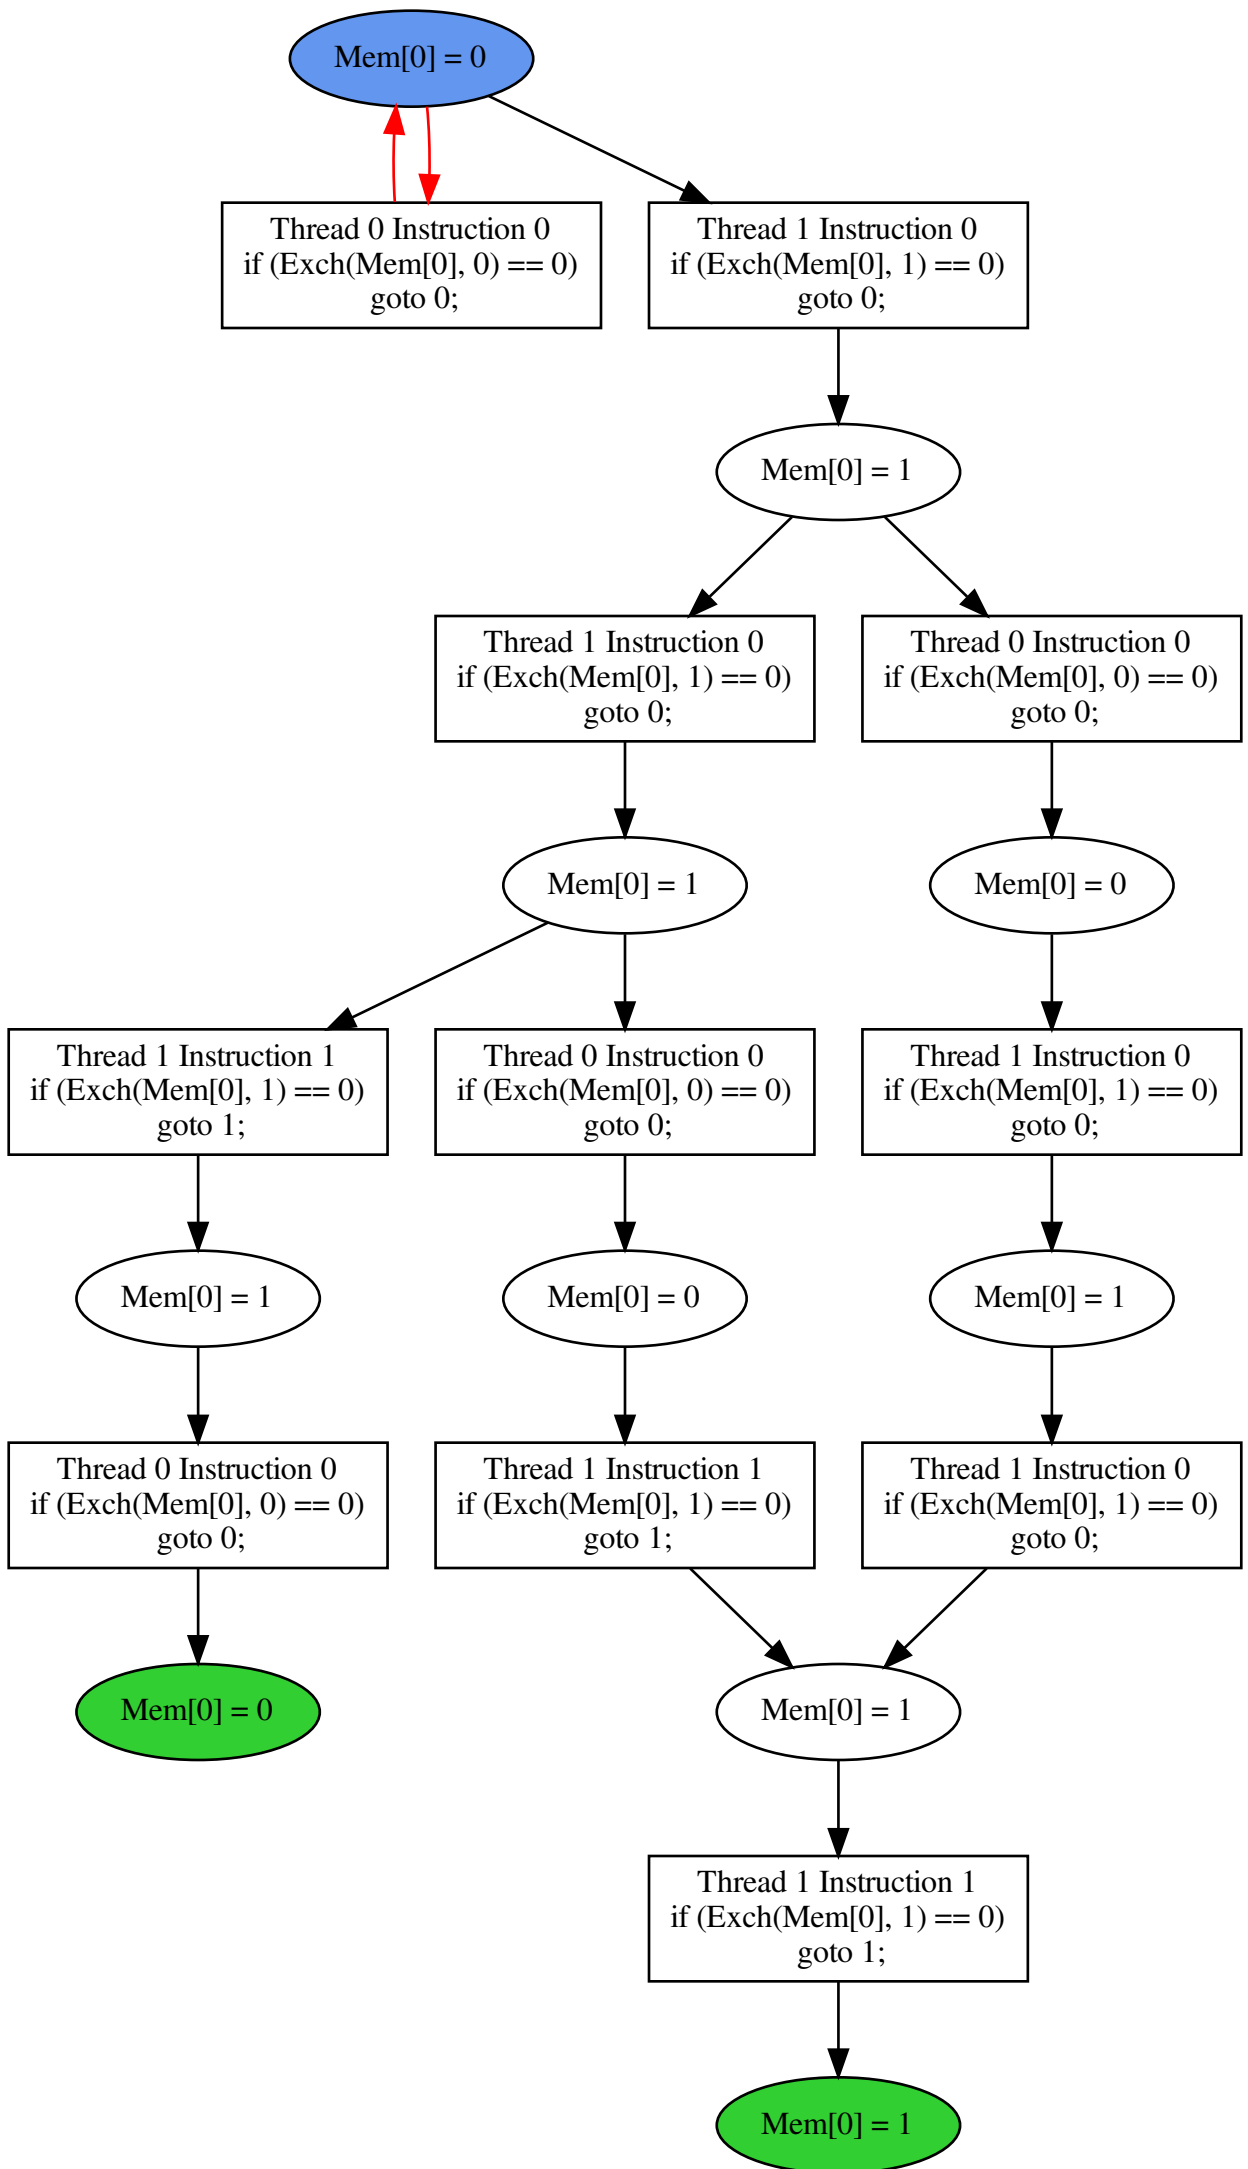 Mem[0] = 0
Thread 0 Instruction 0
if (Exch(Mem[0], 0) == 0)
goto 0;
Thread 1 Instruction 0
if (Exch(Mem[0], 1) == 0)
goto 0;
Mem[0] = 1
Thread 1 Instruction 0
if (Exch(Mem[0], 1) == 0)
goto 0;
Thread 0 Instruction 0
if (Exch(Mem[0], 0) == 0)
goto 0;
Mem[0] = 1
Mem[0] = 0
Thread 1 Instruction 1
if (Exch(Mem[0], 1) == 0)
goto 1;
Thread 0 Instruction 0
if (Exch(Mem[0], 0) == 0)
goto 0;
Thread 1 Instruction 0
if (Exch(Mem[0], 1) == 0)
goto 0;
Mem[0] = 1
Mem[0] = 0
Mem[0] = 1
Thread 0 Instruction 0
if (Exch(Mem[0], 0) == 0)
goto 0;
Thread 1 Instruction 1
if (Exch(Mem[0], 1) == 0)
goto 1;
Thread 1 Instruction 0
if (Exch(Mem[0], 1) == 0)
goto 0;
Mem[0] = 0
Mem[0] = 1
Thread 1 Instruction 1
if (Exch(Mem[0], 1) == 0)
goto 1;
Mem[0] = 1